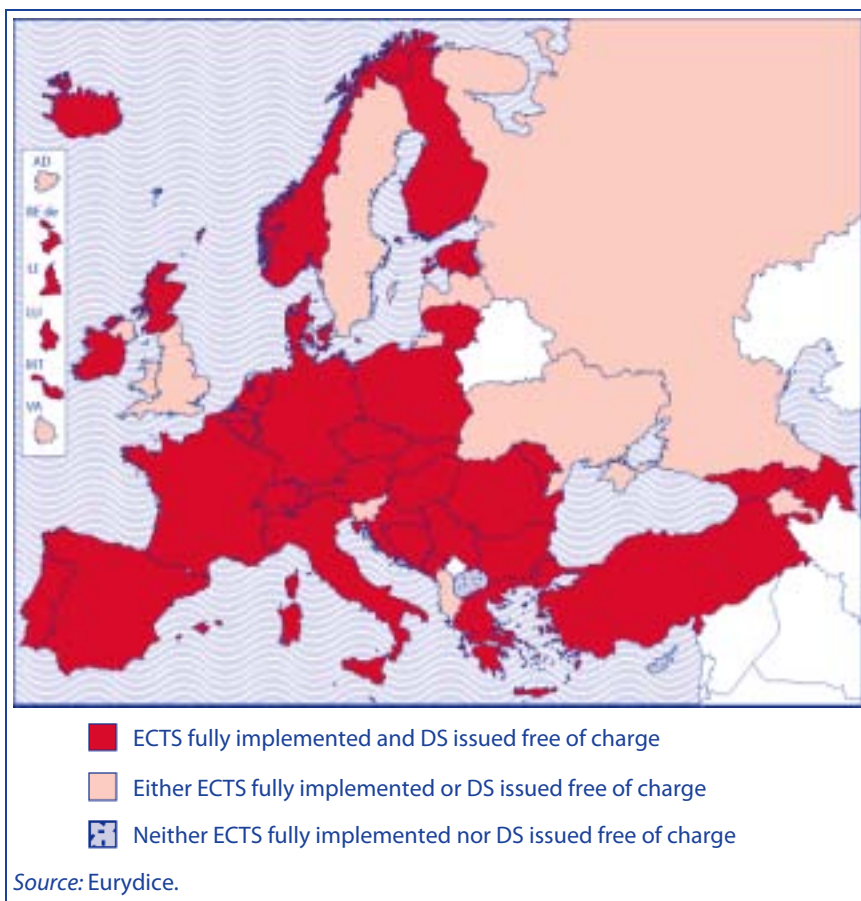 AD
BE de
LI
LU
MT
VA
ECTS fully implemented and DS issued free of charge
Either ECTS fully implemented or DS issued free of charge
Neither ECTS fully implemented nor DS issued free of charge
Source: Eurydice.